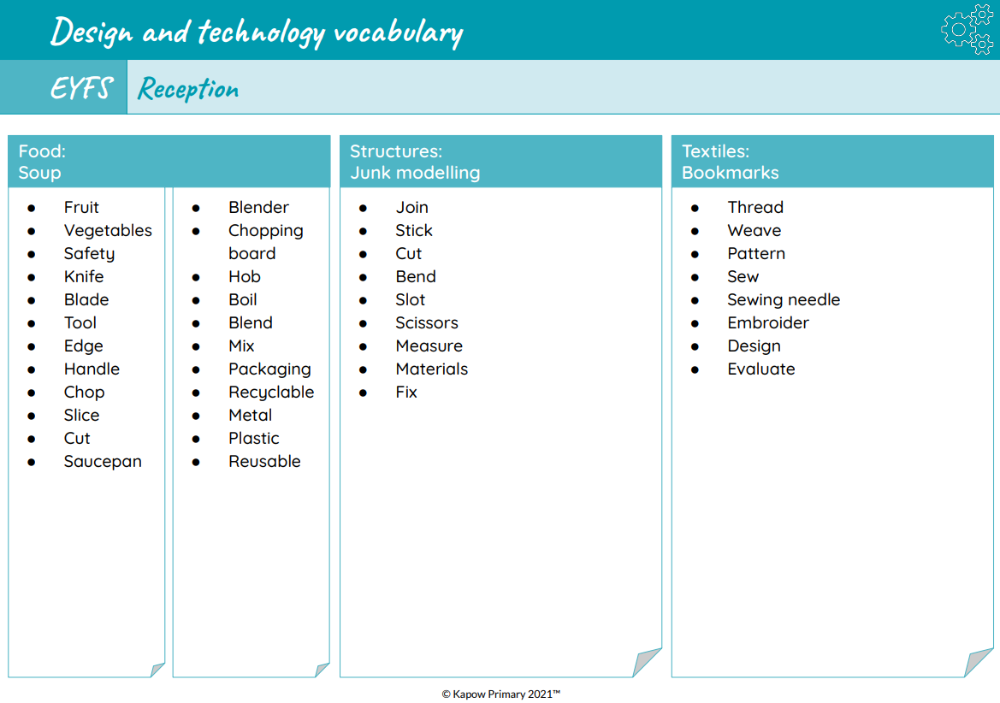 Design and technology vocabulary
EYFS
Reception
Food:
Soup
● Fruit
● Vegetables
● Safety
● Knife
● Blade
● Tool
● Edge
● Handle
● Chop
● Slice
● Cut
● Saucepan
● Blender
● Chopping
board
● Hob
● Boil
● Blend
● Mix
● Packaging
● Recyclable
● Metal
● Plastic
● Reusable
Structures:
Junk modelling
● Join
● Stick
● Cut
● Bend
● Slot
● Scissors
● Measure
● Materials
● Fix
Textiles:
Bookmarks
● Thread
● Weave
● Pattern
● Sew
● Sewing needle
● Embroider
● Design
● Evaluate
© Kapow Primary 2021™